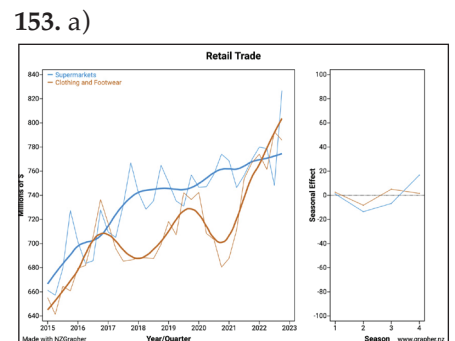 153. a)
Retail Trade
Supermarkets
Clothing and Footwear
Millions of $
840
820
800
780
760
740
720
700
680
660
640
2015 2016 2017 2018 2019 2020 2021 2022 2023
Year/Quarter
Made with NZGrapher
Seasonal Effect
100
80
60
40
20
0
-20
-40
-60
-80
-100
1 2 3 4
Season
www.grapher.nz